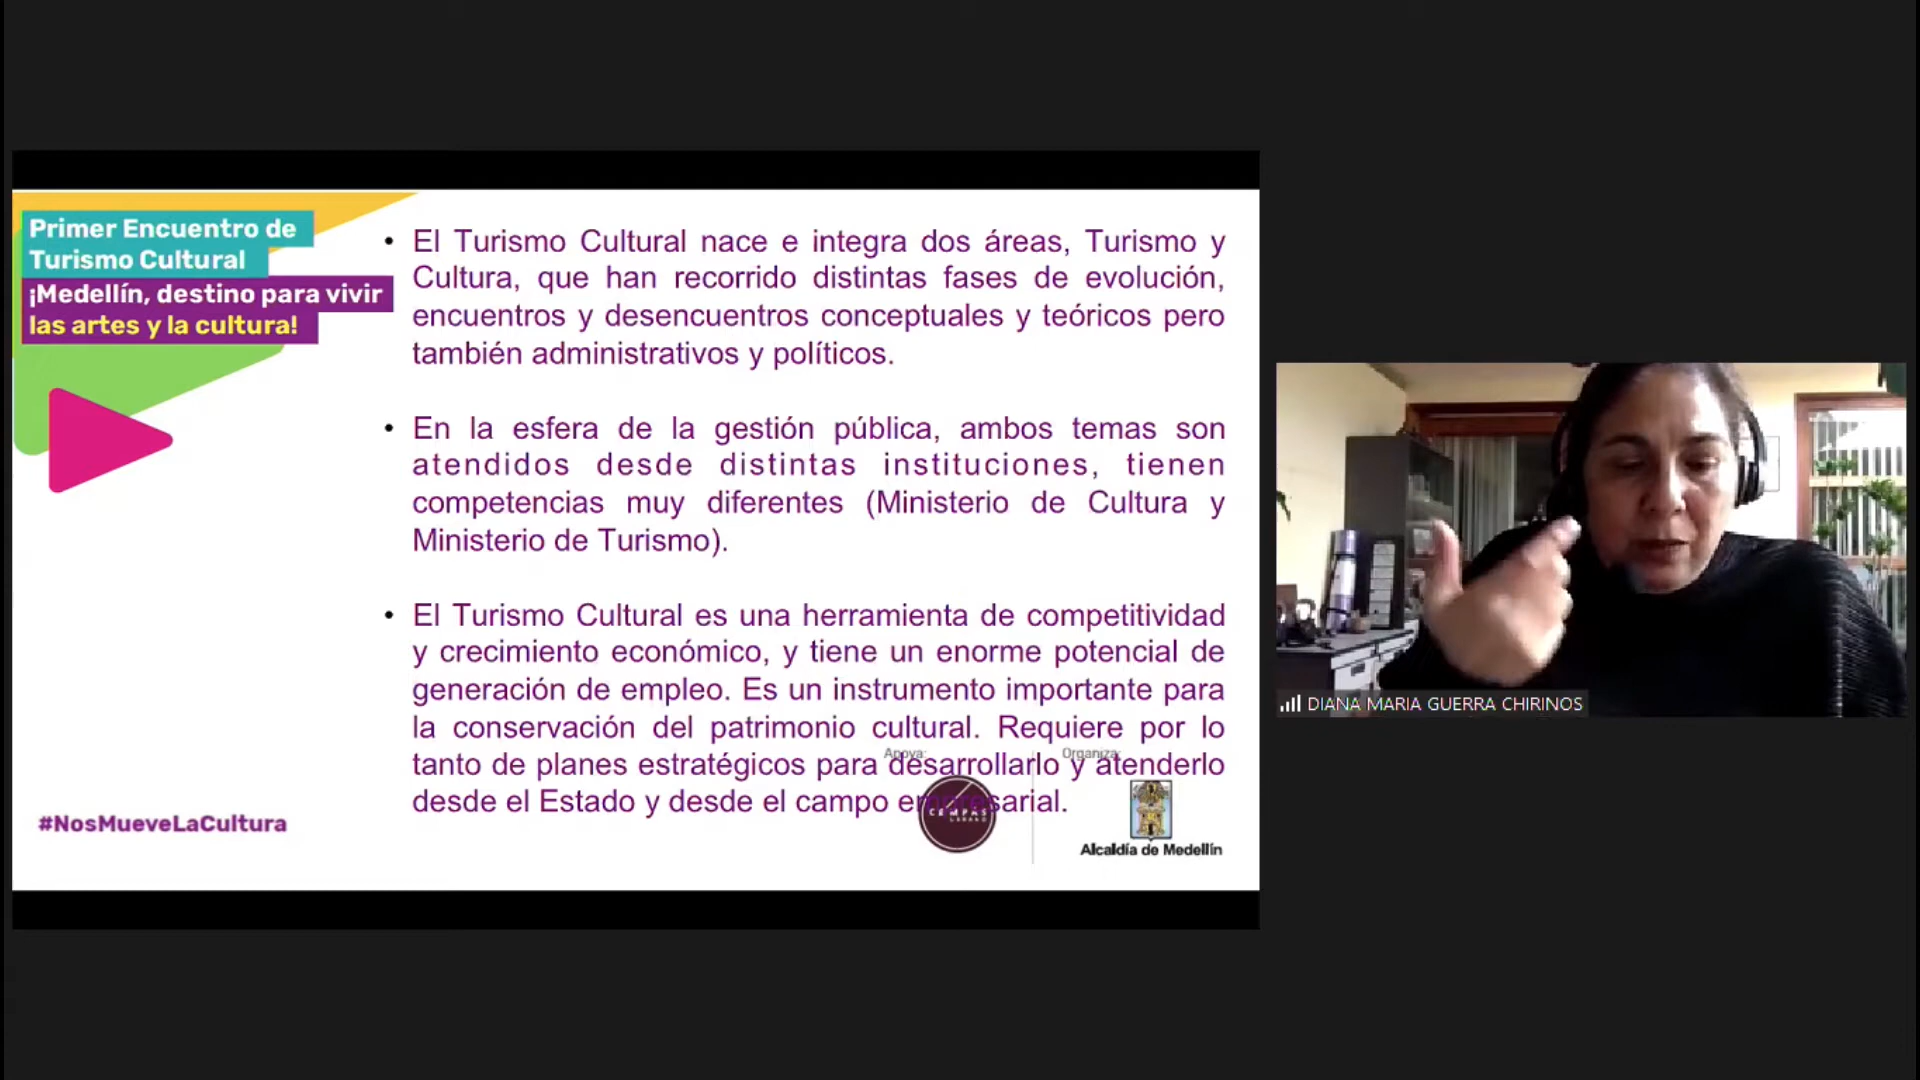 Primer Encuentro de
Turismo Cultural
¡Medellín, destino para vivir
las artes y la cultura!
• El Turismo Cultural nace e integra dos áreas, Turismo y
Cultura, que han recorrido distintas fases de evolución,
encuentros y desencuentros conceptuales y teóricos pero
también administrativos y políticos.
• En la esfera de la gestión pública, ambos temas son
atendidos desde distintas instituciones, tienen
competencias muy diferentes (Ministerio de Cultura y
Ministerio de Turismo).
• El Turismo Cultural es una herramienta de competitividad
y crecimiento económico, y tiene un enorme potencial de
generación de empleo. Es un instrumento importante para
la conservación del patrimonio cultural. Requiere por lo
tanto de planes estratégicos para desarrollarlo y atenderlo
desde el Estado y desde el campo empresarial.
Apoya:
Organiza:
Alcaldía de Medellín
#NosMueveLaCultura
DIANA MARIA GUERRA CHIRINOS